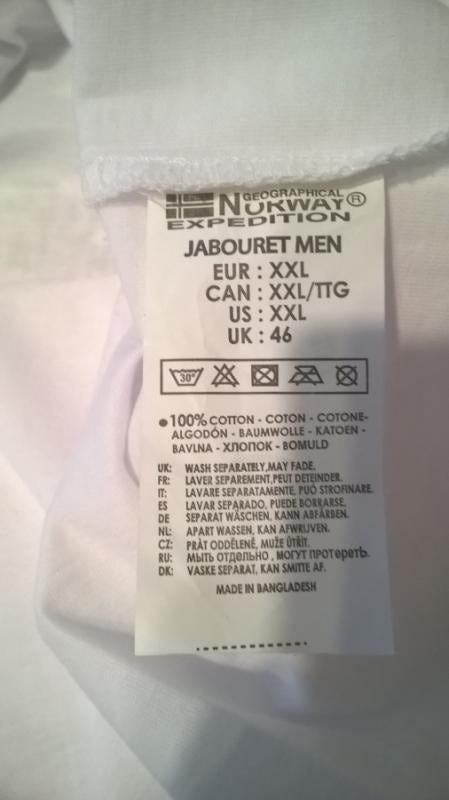 GEOGRAPHICAL
NORWAY®
EXPEDITION
JABOURET MEN
EUR : XXL
CAN : XXL/TTG
US : XXL
UK : 46
30°
●100% COTTON - COTON - COTONE-
ALGODÓN - BAUMWOLLE - KATOEN -
BAVLNA - ХЛОПОК - BOMULD
UK: WASH SEPARATELY,MAY FADE.
FR: LAVER SEPAREMENT,PEUT DETEINDER.
IT: LAVARE SEPARATAMENTE, PUÓ STROFINARE.
ES LAVAR SEPARADO, PUEDE BORRARSE.
DE SEPARAT WÄSCHEN, KANN ABFÄRBEN.
NL: APART WASSEN, KAN AFWRIJVEN.
CZ: PRÀT ODDĚLENĚ, MUŽE ÚTŘÍT.
RU: МЫТЬ ОТДЕЛЬНО , МОГУТ ПРОТЕРЕТЬ.
DK: VASKE SEPARAT, KAN SMITTE AF.
MADE IN BANGLADESH